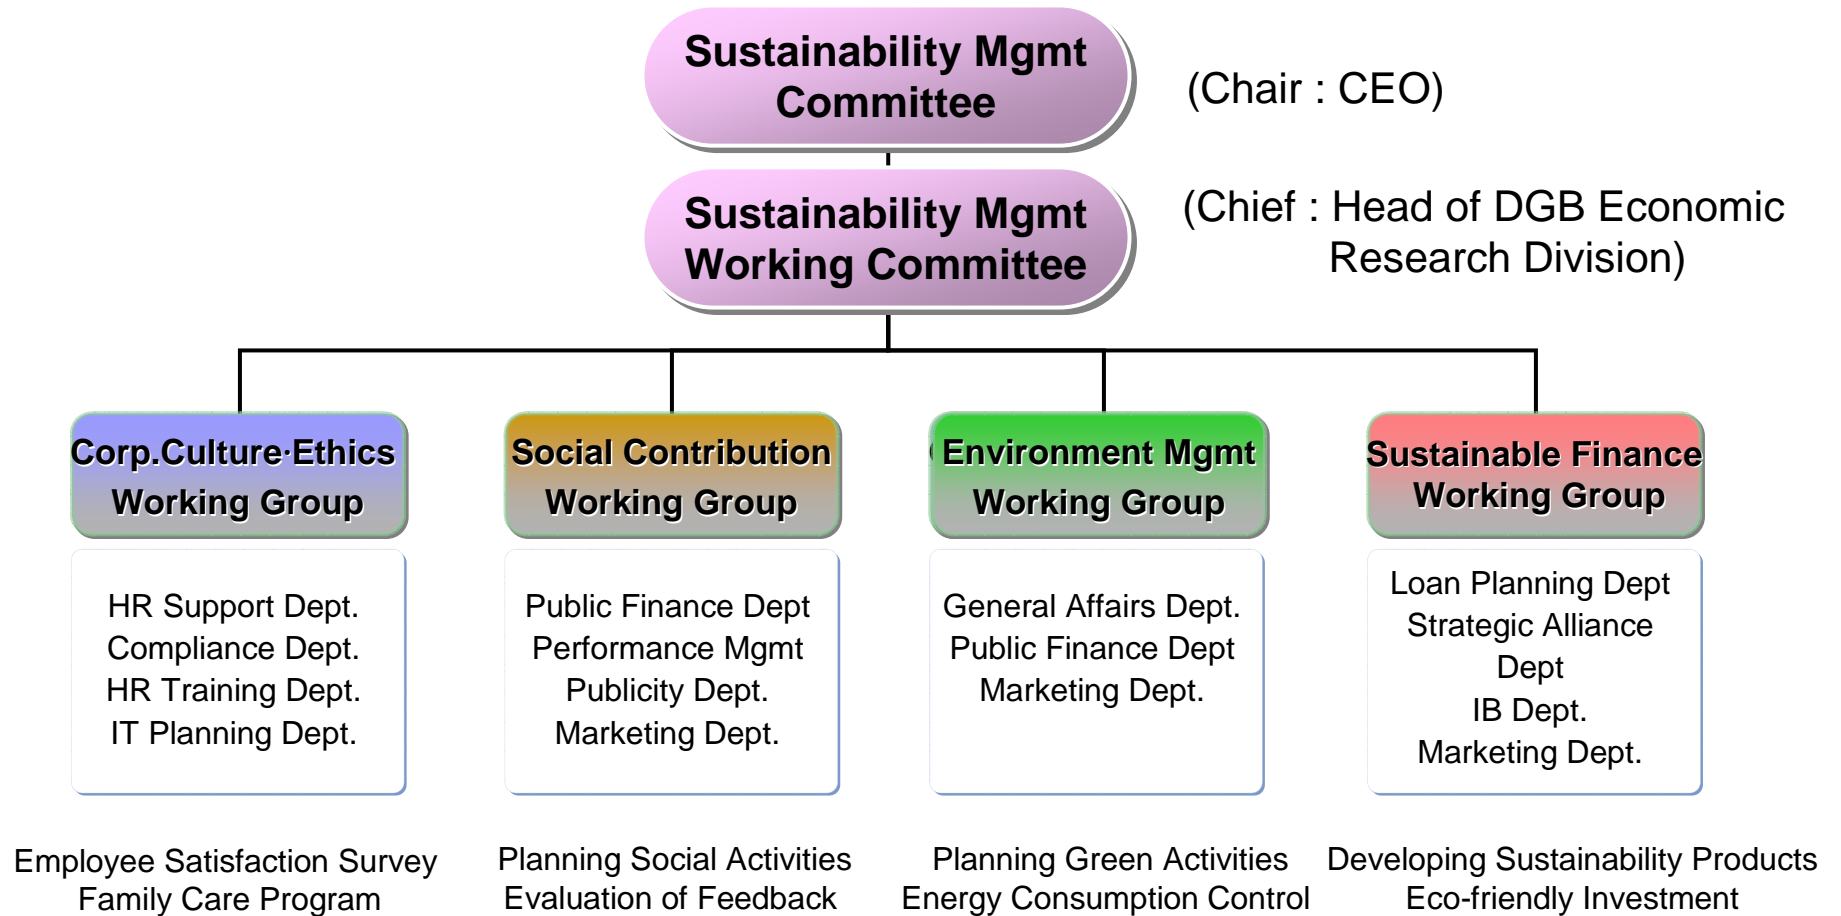 Sustainability Mgmt
Committee
(Chair : CEO)
Sustainability Mgmt
Working Committee
(Chief : Head of DGB Economic
Research Division)
Corp.Culture·Ethics
Working Group
HR Support Dept.
Compliance Dept.
HR Training Dept.
IT Planning Dept.
Employee Satisfaction Survey
Family Care Program
Social Contribution
Working Group
Public Finance Dept
Performance Mgmt
Publicity Dept.
Marketing Dept.
Planning Social Activities
Evaluation of Feedback
Environment Mgmt
Working Group
General Affairs Dept.
Public Finance Dept
Marketing Dept.
Planning Green Activities
Energy Consumption Control
Sustainable Finance
Working Group
Loan Planning Dept
Strategic Alliance
Dept
IB Dept.
Marketing Dept.
Developing Sustainability Products
Eco-friendly Investment